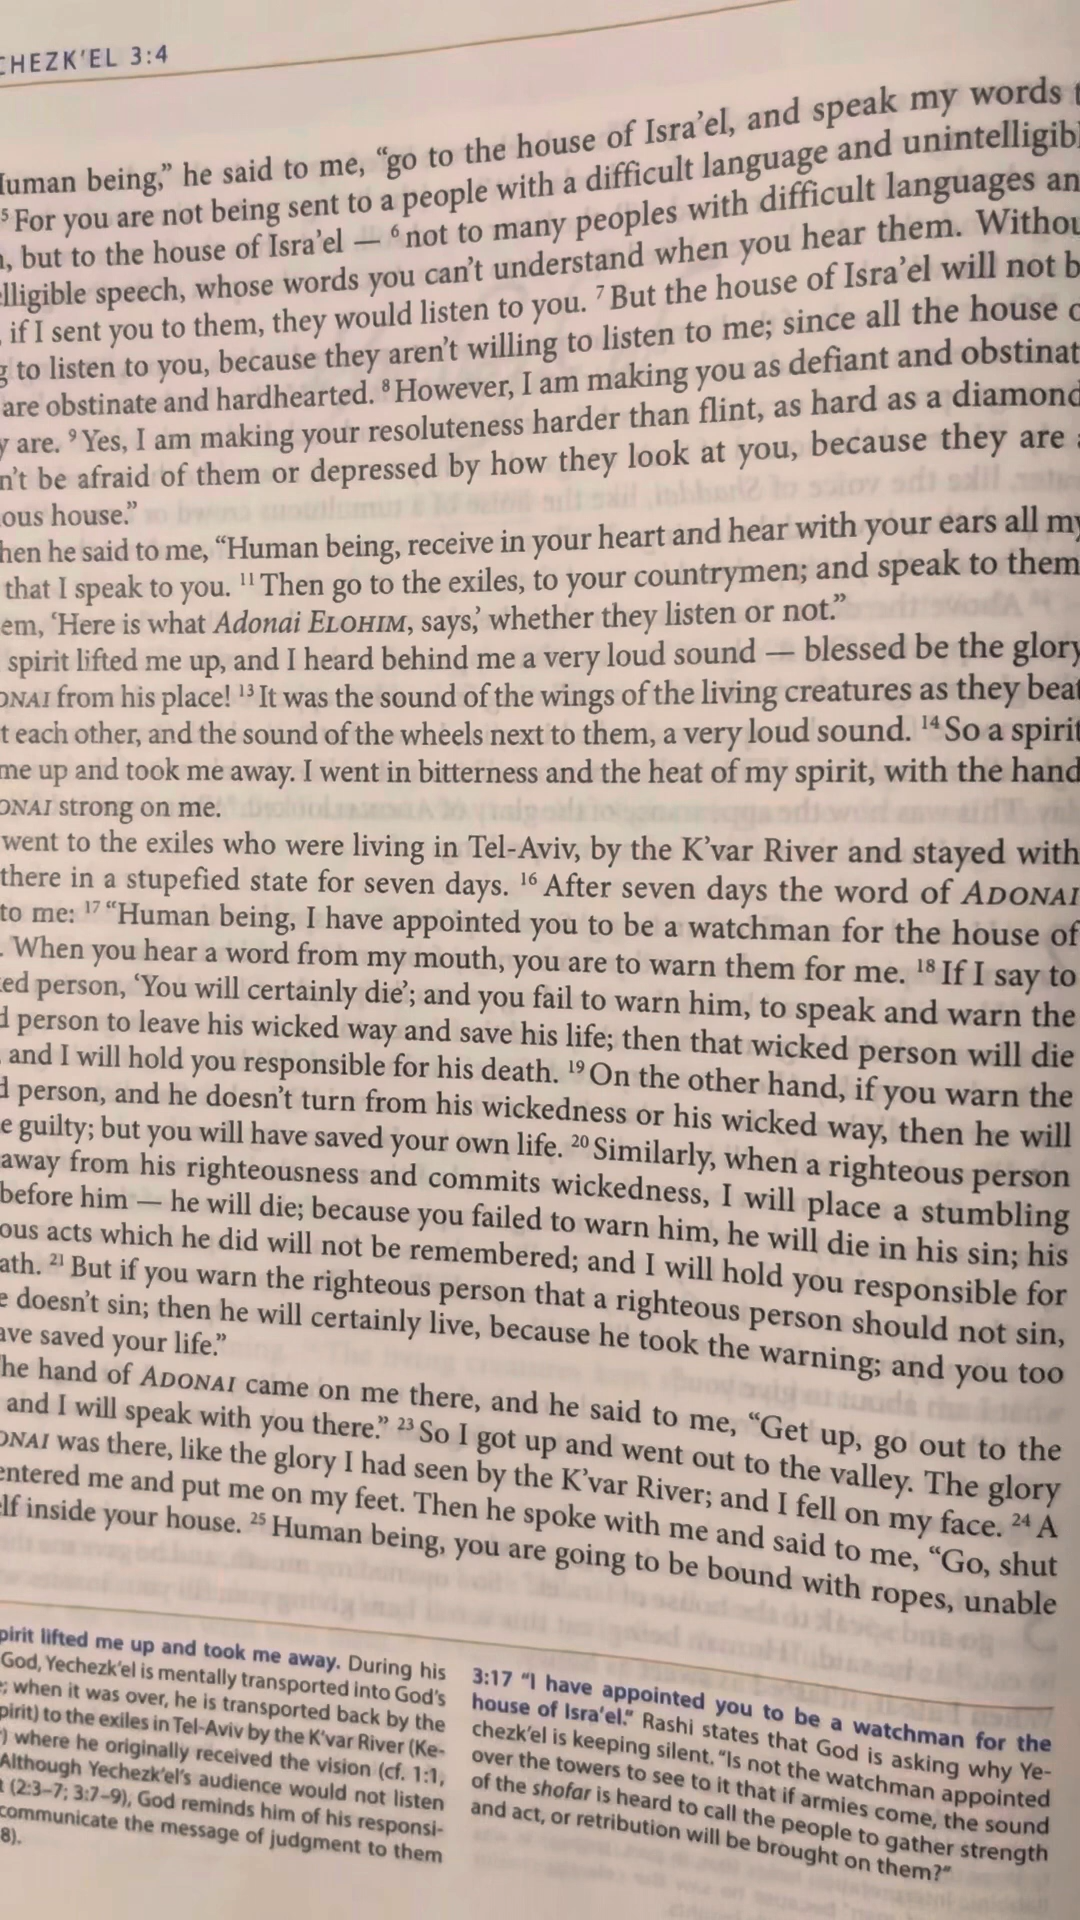 CHEZK'EL 3:4
Human being,” he said to me, “go to the house of Isra’el, and speak my words
⁵ For you are not being sent to a people with a difficult language and unintelligibl
, but to the house of Isra’el — ⁶ not to many peoples with difficult languages an
elligible speech, whose words you can’t understand when you hear them. Withou
, if I sent you to them, they would listen to you. ⁷ But the house of Isra’el will not b
g to listen to you, because they aren’t willing to listen to me; since all the house o
are obstinate and hardhearted. ⁸ However, I am making you as defiant and obstinat
y are. ⁹ Yes, I am making your resoluteness harder than flint, as hard as a diamond
n’t be afraid of them or depressed by how they look at you, because they are a
ous house.”
hen he said to me, “Human being, receive in your heart and hear with your ears all my
that I speak to you. ¹¹ Then go to the exiles, to your countrymen; and speak to them
em, ‘Here is what Adonai ELOHIM, says,’ whether they listen or not.”
spirit lifted me up, and I heard behind me a very loud sound — blessed be the glory
ONAI from his place! ¹³ It was the sound of the wings of the living creatures as they beat
t each other, and the sound of the wheels next to them, a very loud sound. ¹⁴ So a spirit
me up and took me away. I went in bitterness and the heat of my spirit, with the hand
ONAI strong on me.
went to the exiles who were living in Tel-Aviv, by the K’var River and stayed with
there in a stupefied state for seven days. ¹⁶ After seven days the word of ADONAI
to me: ¹⁷ “Human being, I have appointed you to be a watchman for the house of
. When you hear a word from my mouth, you are to warn them for me. ¹⁸ If I say to
ked person, ‘You will certainly die’; and you fail to warn him, to speak and warn the
d person to leave his wicked way and save his life; then that wicked person will die
, and I will hold you responsible for his death. ¹⁹ On the other hand, if you warn the
d person, and he doesn’t turn from his wickedness or his wicked way, then he will
e guilty; but you will have saved your own life. ²⁰ Similarly, when a righteous person
away from his righteousness and commits wickedness, I will place a stumbling
before him — he will die; because you failed to warn him, he will die in his sin; his
ous acts which he did will not be remembered; and I will hold you responsible for
ath. ²¹ But if you warn the righteous person that a righteous person should not sin,
e doesn’t sin; then he will certainly live, because he took the warning; and you too
ave saved your life.”
he hand of ADONAI came on me there, and he said to me, “Get up, go out to the
and I will speak with you there.” ²³ So I got up and went out to the valley. The glory
ONAI was there, like the glory I had seen by the K’var River; and I fell on my face. ²⁴ A
entered me and put me on my feet. Then he spoke with me and said to me, “Go, shut
elf inside your house. ²⁵ Human being, you are going to be bound with ropes, unable
pirit lifted me up and took me away. During his
God, Yechezk’el is mentally transported into God’s
; when it was over, he is transported back by the
pirit) to the exiles in Tel-Aviv by the K’var River (Ke-
) where he originally received the vision (cf. 1:1,
Although Yechezk’el’s audience would not listen
t (2:3–7; 3:7–9), God reminds him of his responsi-
communicate the message of judgment to them
8).
3:17 “I have appointed you to be a watchman for the
house of Isra’el.” Rashi states that God is asking why Ye-
chezk’el is keeping silent. “Is not the watchman appointed
over the towers to see to it that if armies come, the sound
of the shofar is heard to call the people to gather strength
and act, or retribution will be brought on them?”